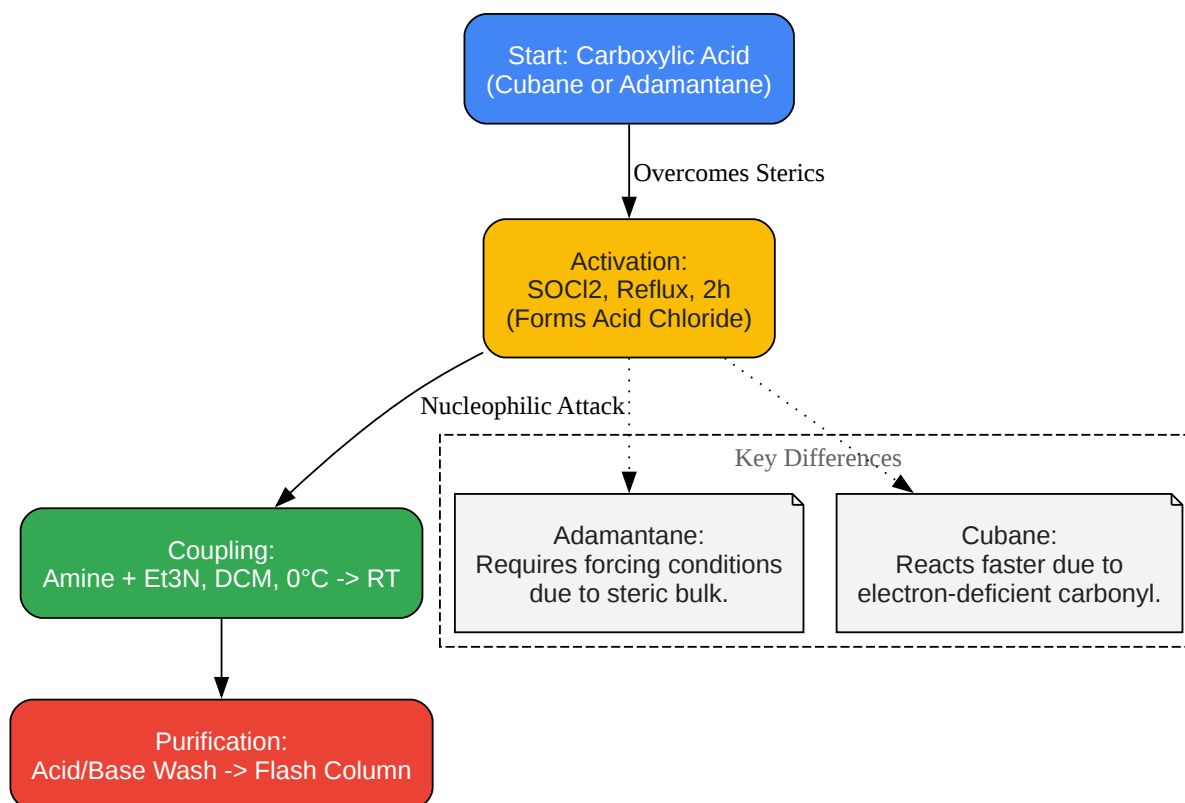 Start: Carboxylic Acid
(Cubane or Adamantane)
Overcomes Sterics
Activation:
SOCl2, Reflux, 2h
(Forms Acid Chloride)
Nucleophilic Attack
Key Differences
Adamantane:
Requires forcing conditions
due to steric bulk.
Cubane:
Reacts faster due to
electron-deficient carbonyl.
Coupling:
Amine + Et3N, DCM, 0°C -> RT
Purification:
Acid/Base Wash -> Flash Column